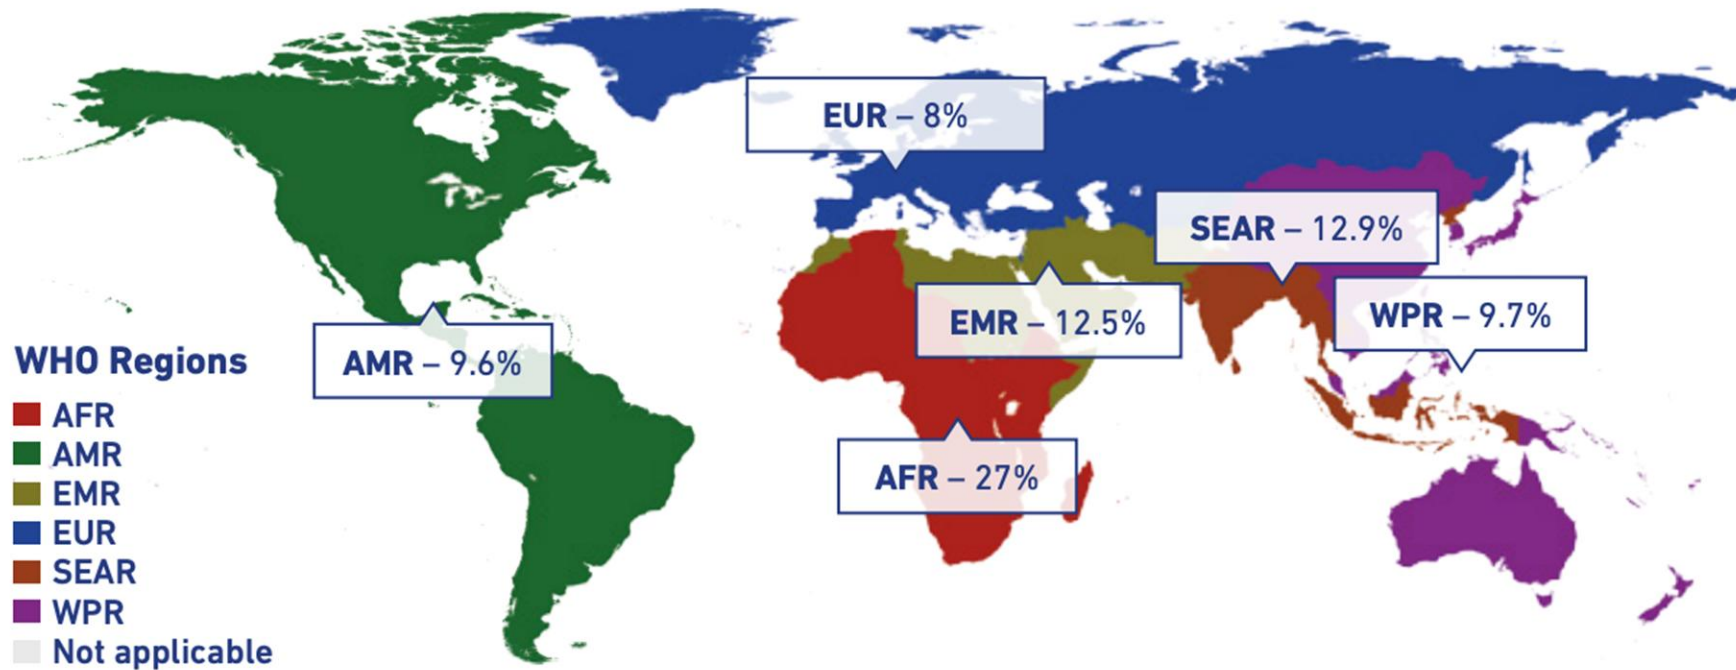 EUR – 8%
SEAR – 12.9%
WPR – 9.7%
EMR – 12.5%
AMR – 9.6%
AFR – 27%
WHO Regions
AFR
AMR
EMR
EUR
SEAR
WPR
Not applicable